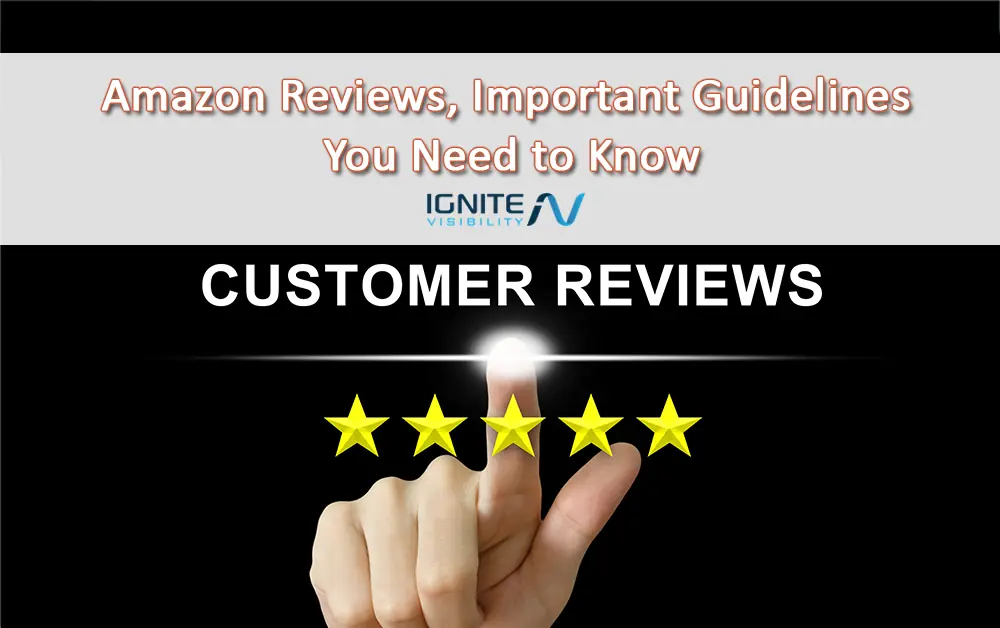 Amazon Reviews, Important Guidelines
You Need to Know
IGNITE
VISIBILITY
CUSTOMER REVIEWS